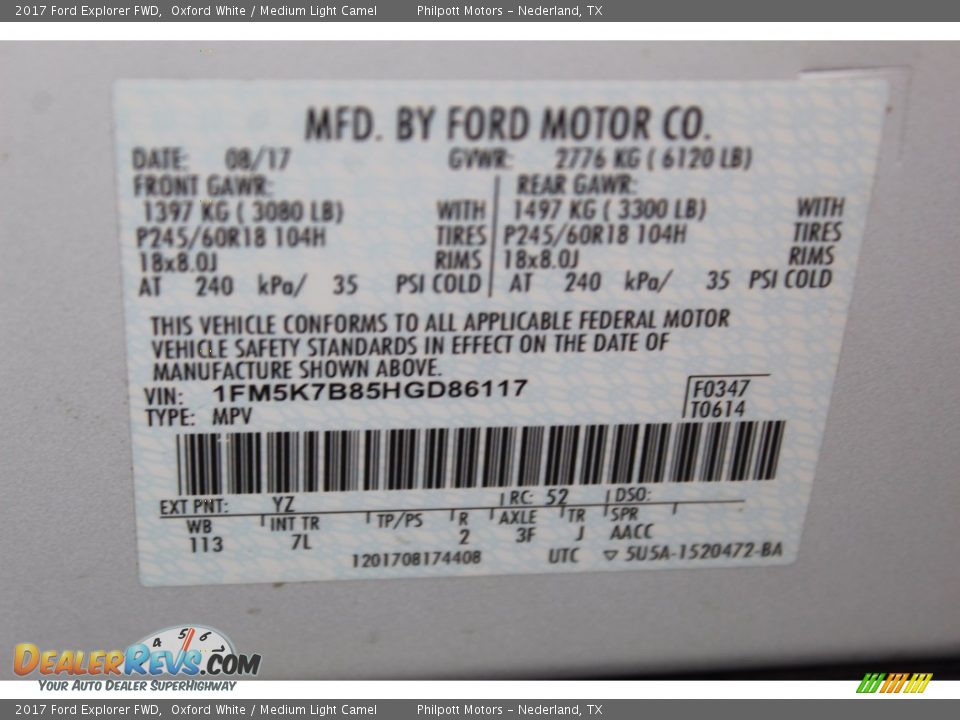 2017 Ford Explorer FWD,  Oxford White / Medium Light Camel    Philpott Motors – Nederland, TX
MFD. BY FORD MOTOR CO.
DATE: 08/17    GVWR: 2776 KG ( 6120 LB)
FRONT GAWR:    REAR GAWR:
1397 KG ( 3080 LB)    WITH    1497 KG ( 3300 LB)    WITH
P245/60R18 104H    TIRES    P245/60R18 104H    TIRES
18x8.0J    RIMS    18x8.0J    RIMS
AT 240 kPa/ 35 PSI COLD    AT 240 kPa/ 35 PSI COLD
THIS VEHICLE CONFORMS TO ALL APPLICABLE FEDERAL MOTOR
VEHICLE SAFETY STANDARDS IN EFFECT ON THE DATE OF
MANUFACTURE SHOWN ABOVE.
VIN: 1FM5K7B85HGD86117    F0347
TYPE: MPV    T0614
EXT PNT: YZ    RC: 52    DSO:
WB    INT TR    TP/PS    R    AXLE    TR    SPR
113    7L    2    3F    J    AACC
1201708174408    UTC    ▽ 5U5A-1520472-BA
4 5 6
DEALERREVS.COM
YOUR AUTO DEALER SUPERHIGHWAY
2017 Ford Explorer FWD,  Oxford White / Medium Light Camel    Philpott Motors – Nederland, TX